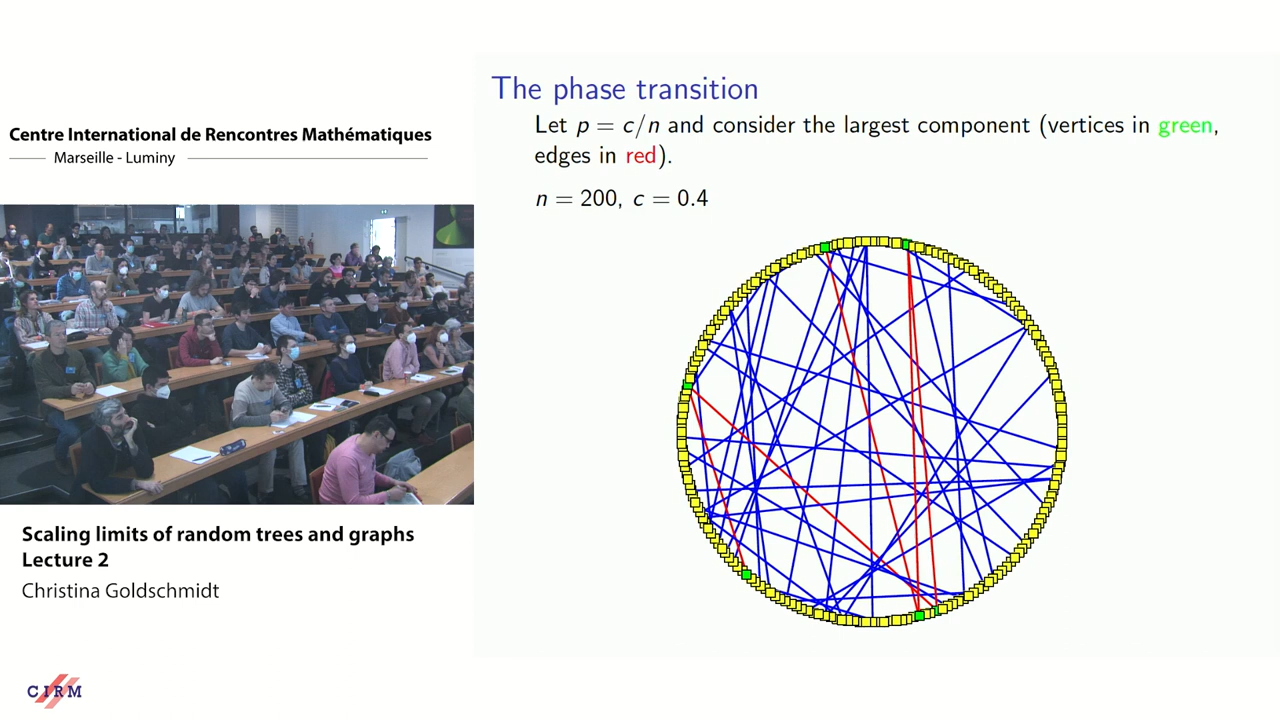 Centre International de Rencontres Mathématiques
Marseille - Luminy
Scaling limits of random trees and graphs
Lecture 2
Christina Goldschmidt
CIRM
The phase transition
Let p = c/n and consider the largest component (vertices in green,
edges in red).
n = 200, c = 0.4